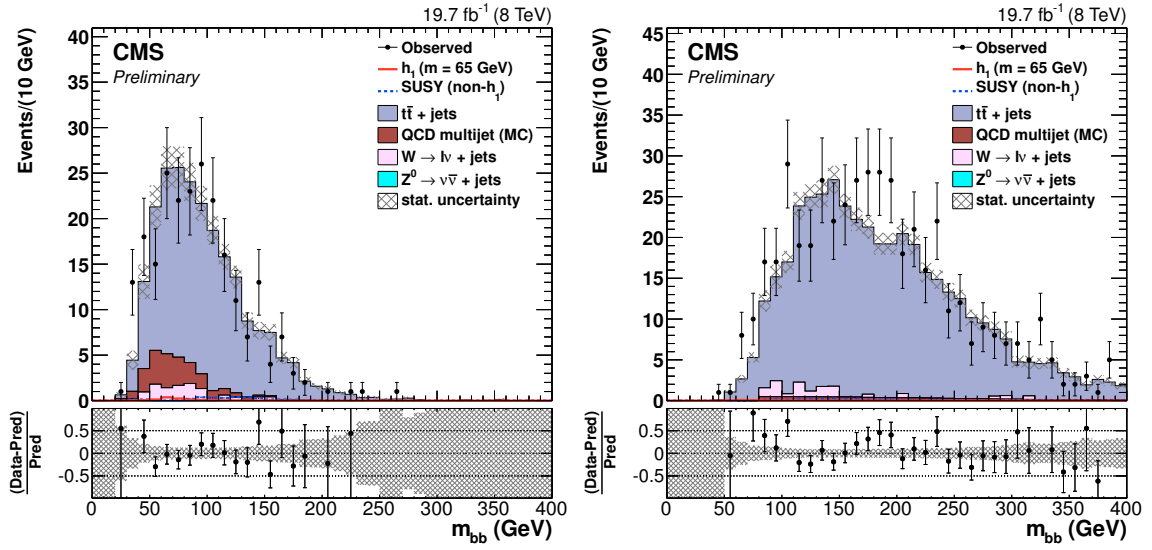 19.7 fb⁻¹ (8 TeV)
CMS
Preliminary
Observed
h₁ (m = 65 GeV)
SUSY (non-h₁)
tt̄ + jets
QCD multijet (MC)
W → lν + jets
Z⁰ → νν̄ + jets
stat. uncertainty
Events/(10 GeV)
40
35
30
25
20
15
10
5
0
(Data-Pred)
Pred
0.5
0.0
-0.5
0 50 100 150 200 250 300 350 400
m_bb (GeV)
19.7 fb⁻¹ (8 TeV)
CMS
Preliminary
Observed
h₁ (m = 65 GeV)
SUSY (non-h₁)
tt̄ + jets
QCD multijet (MC)
W → lν + jets
Z⁰ → νν̄ + jets
stat. uncertainty
Events/(10 GeV)
45
40
35
30
25
20
15
10
5
0
(Data-Pred)
Pred
0.5
0.0
-0.5
0 50 100 150 200 250 300 350 400
m_bb (GeV)